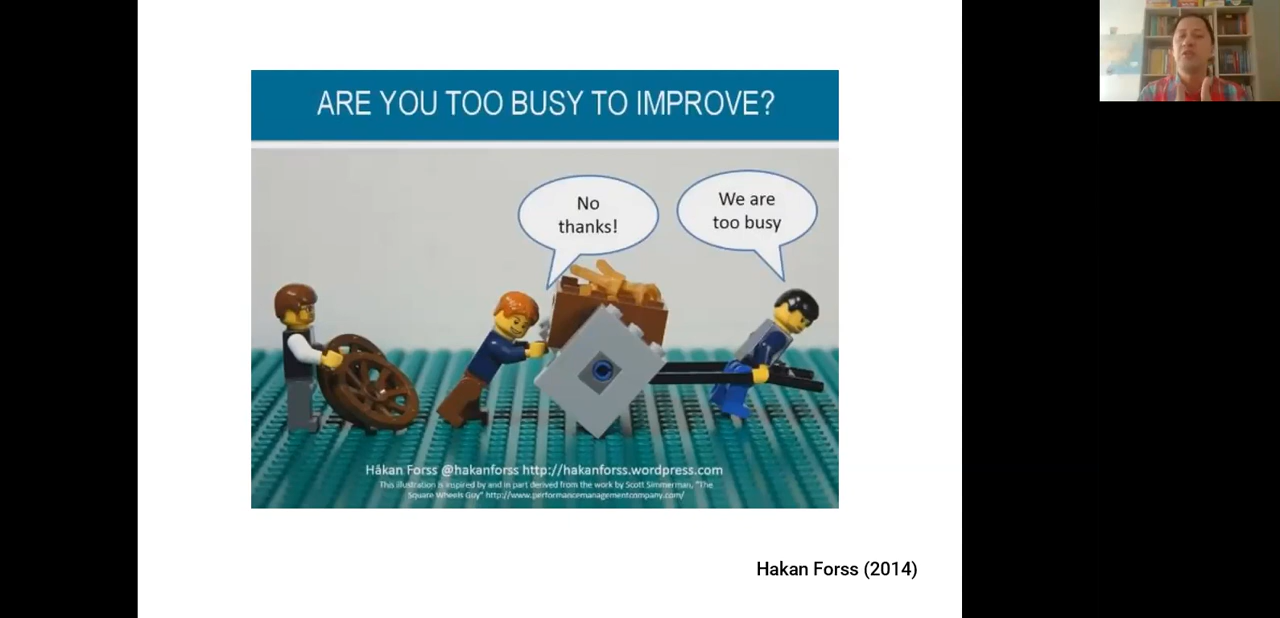 ARE YOU TOO BUSY TO IMPROVE?
No
thanks!
We are
too busy
Håkan Forss @hakanforss http://hakanforss.wordpress.com
This illustration is inspired by and in part derived from the work by Scott Simmerman, "The
Square Wheels Guy" http://www.performancemanagementcompany.com/
Hakan Forss (2014)